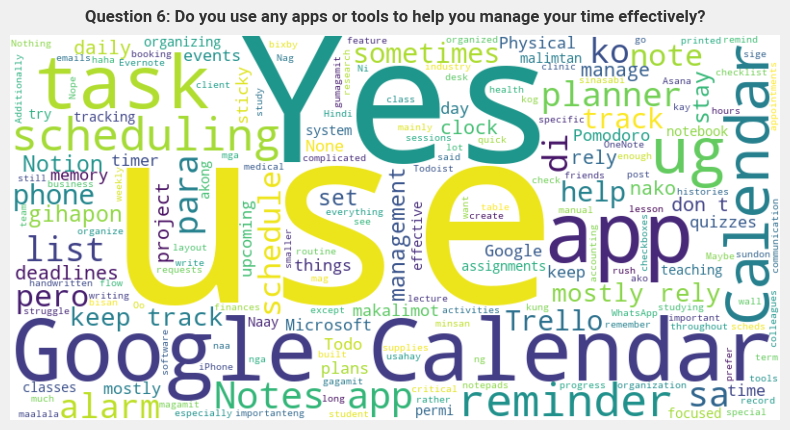 Question 6: Do you use any apps or tools to help you manage your time effectively?
Nothing
daily
organizing
events
emails
haha
booking
Evernote
Nope
bixby
Nag
feature
research
gumagamit
Ni
industry
organized
desk
Physical
malimtan
clinic
go
printed
remind
sige
checklist
Asana
kay
hours
Additionally
task
Yes
sometimes
ko
note
manage
sinasabi
Calendar
appointments
client
sticky
study
class
Hindi
health
kog
planner
stay
try
tracking
scheduling
system
None
complicated
day
clock
mainly
sessions
lot
quick
said
specific
track
Pomodoro
notebook
OneNote
Notion
timer
still
memory
business
weekly
para
mga
akong
medical
Todoist
di
rely
enough
ug
friends
post
histories
check
phone
gihapon
team
organize
project
use
set
everything
see
management
effective
want
table
create
help
nako
don t
manual
lesson
checkboxes
quizzes
list
layout
write
requests
upcoming
schedule
smaller
things
routine
mag
Google
assignments
keep
app
accounting
rush
ako
teaching
Maybe
sundon
communication
deadlines
handwritten
flow
writing
bisan
struggle
pero
Do
finances
except
lecture
makalimot
activities
kung
WhatsApp
remember
mostly rely
important
throughout
scheds
wall
studying
colleagues
keep track
Naay
Microsoft
minsan
Trello
Google Calendar
software
naa
iPhone
nga
Todo
built
plans
usahay
gagamit
supplies
ng
progress
organization
prefer
term
tools
classes
much
maalala
mostly
alarm
magamit
especially
importanteng
Notes
app
long
student
critical
rather
permi
notepads
reminder
sa
focused
time
record
special